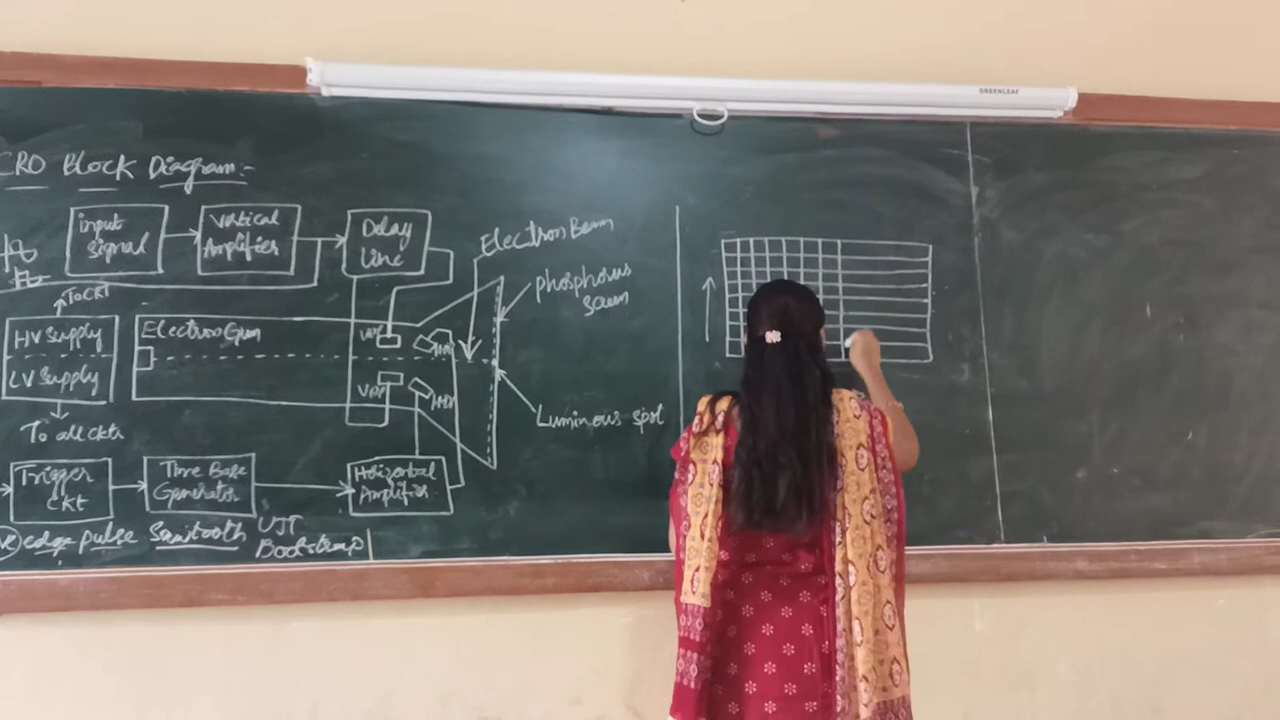 GREENLEAF
CRO Block Diagram:-
Input
Signal
Vertical
Amplifier
Delay
Line
Electron Beam
phosphorus
To CKT
HV Supply
LV Supply
Electron Gun
VDP
HDP
VDP
HDP
Luminous spot
To all ckts
Trigger
CKT
Time Base
Generator
Horizontal
Amplifier
edge pulse
Sawtooth
UJT
Bootstrap